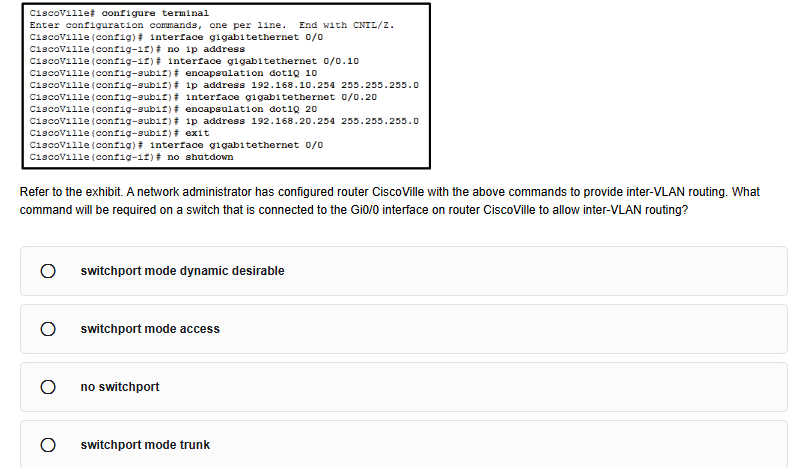 CiscoVille# configure terminal
Enter configuration commands, one per line.  End with CNTL/Z.
CiscoVille(config)# interface gigabitethernet 0/0
CiscoVille(config-if)# no ip address
CiscoVille(config-if)# interface gigabitethernet 0/0.10
CiscoVille(config-subif)# encapsulation dot1Q 10
CiscoVille(config-subif)# ip address 192.168.10.254 255.255.255.0
CiscoVille(config-subif)# interface gigabitethernet 0/0.20
CiscoVille(config-subif)# encapsulation dot1Q 20
CiscoVille(config-subif)# ip address 192.168.20.254 255.255.255.0
CiscoVille(config-subif)# exit
CiscoVille(config)# interface gigabitethernet 0/0
CiscoVille(config-if)# no shutdown
Refer to the exhibit. A network administrator has configured router CiscoVille with the above commands to provide inter-VLAN routing. What
command will be required on a switch that is connected to the Gi0/0 interface on router CiscoVille to allow inter-VLAN routing?
switchport mode dynamic desirable
switchport mode access
no switchport
switchport mode trunk